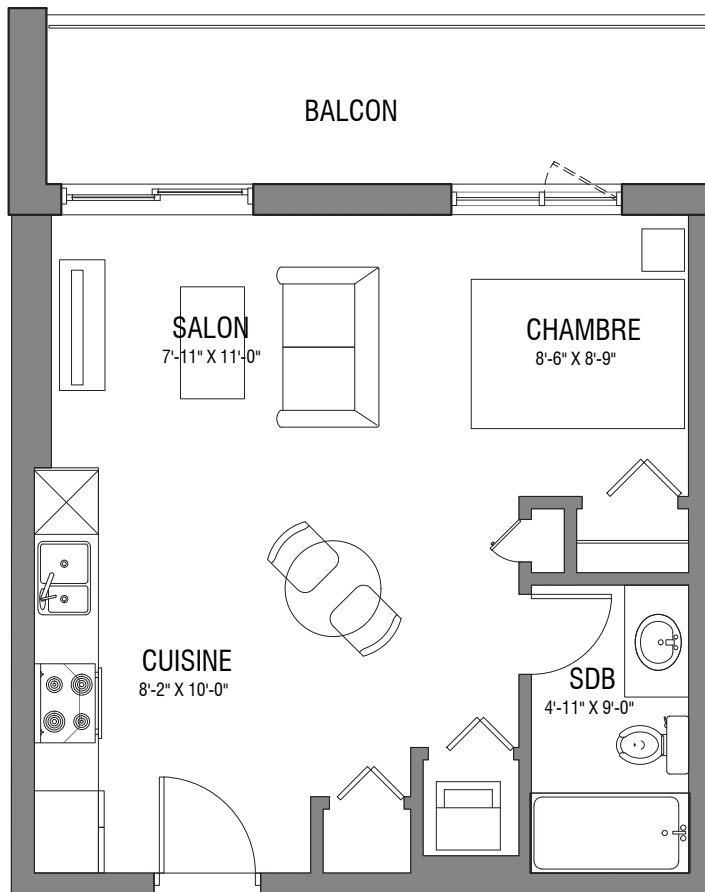 BALCON
SALON
7'-11" X 11'-0"
CHAMBRE
8'-6" X 8'-9"
CUISINE
8'-2" X 10'-0"
SDB
4'-11" X 9'-0"